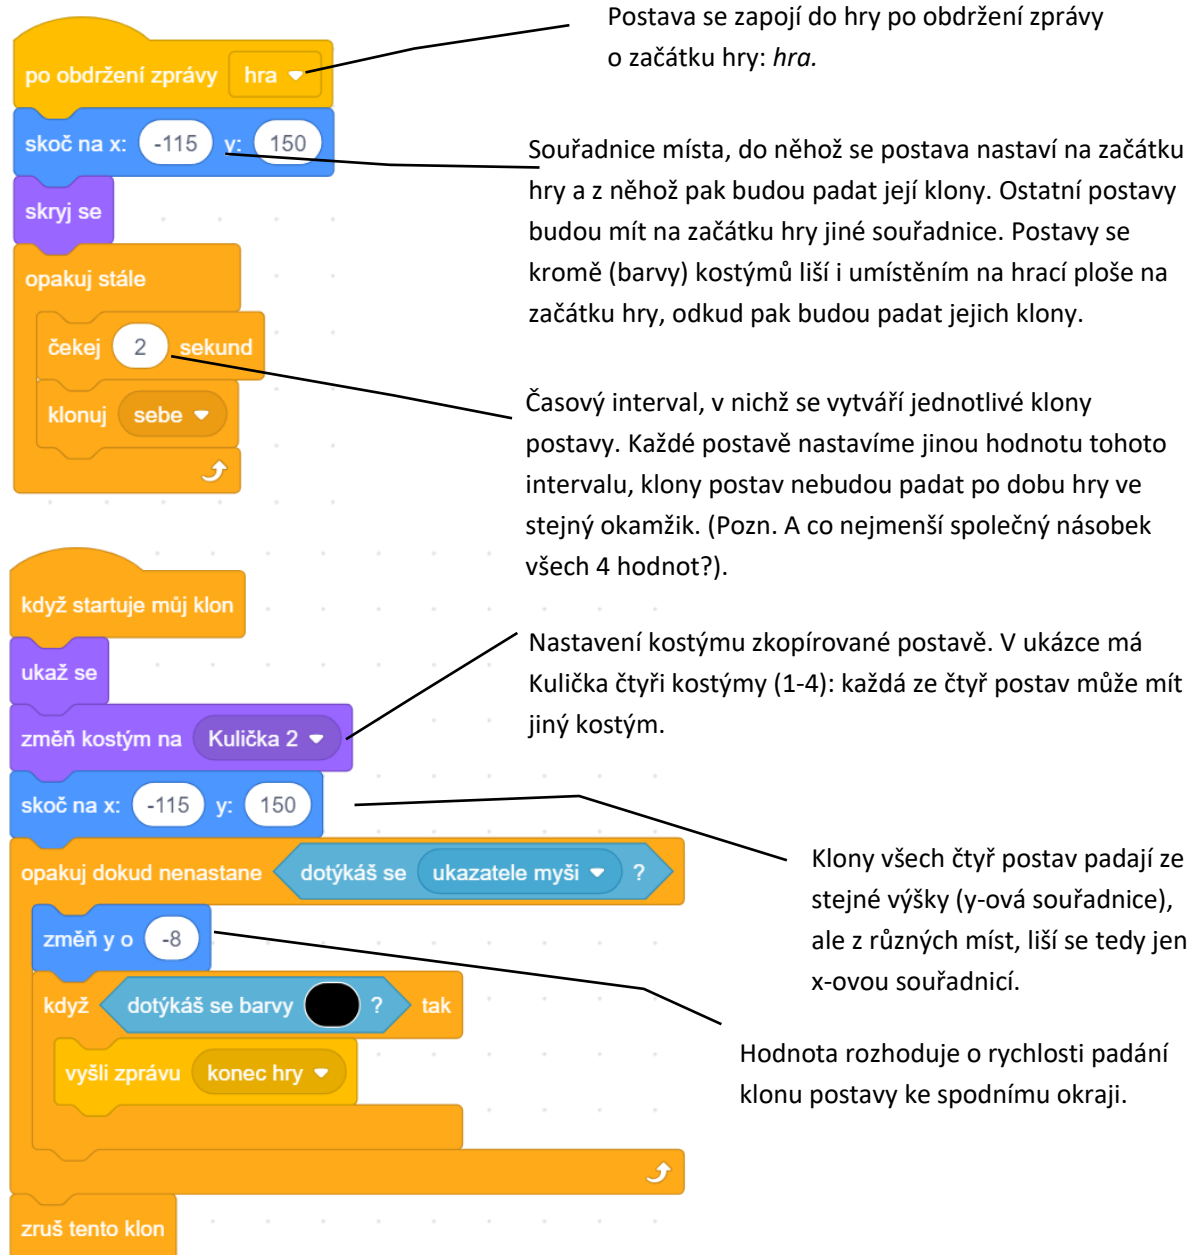 Postava se zapojí do hry po obdržení zprávy
o začátku hry: hra.
po obdržení zprávy hra
skoč na x: -115 y: 150
skryj se
opakuj stále
čekej 2 sekund
klonuj sebe
Souřadnice místa, do něhož se postava nastaví na začátku
hry a z něhož pak budou padat její klony. Ostatní postavy
budou mít na začátku hry jiné souřadnice. Postavy se
kromě (barvy) kostýmů liší i umístěním na hrací ploše na
začátku hry, odkud pak budou padat jejich klony.
Časový interval, v nichž se vytváří jednotlivé klony
postavy. Každé postavě nastavíme jinou hodnotu tohoto
intervalu, klony postav nebudou padat po dobu hry ve
stejný okamžik. (Pozn. A co nejmenší společný násobek
všech 4 hodnot?).
když startuje můj klon
ukaž se
změň kostým na Kulička 2
skoč na x: -115 y: 150
opakuj dokud nenastane dotýkáš se ukazatele myši ?
změň y o -8
když dotýkáš se barvy ? tak
vyšli zprávu konec hry
zruš tento klon
Nastavení kostýmu zkopírované postavě. V ukázce má
Kulička čtyři kostýmy (1-4): každá ze čtyř postav může mít
jiný kostým.
Klony všech čtyř postav padají ze
stejné výšky (y-ová souřadnice),
ale z různých míst, liší se tedy jen
x-ovou souřadnicí.
Hodnota rozhoduje o rychlosti padání
klonu postavy ke spodnímu okraji.